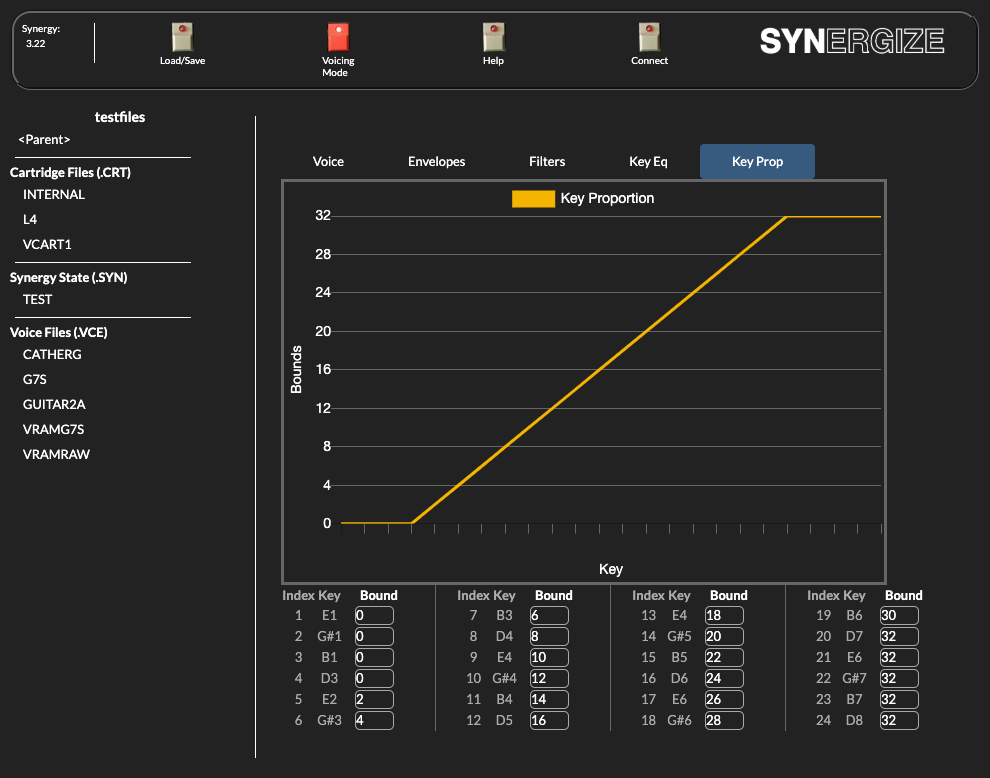 Synergy:
3.22
Load/Save
Voicing
Mode
Help
Connect
SYNERGIZE
testfiles
<Parent>
Cartridge Files (.CRT)
INTERNAL
L4
VCART1
Synergy State (.SYN)
TEST
Voice Files (.VCE)
CATHERG
G7S
GUITAR2A
VRAMG7S
VRAMRAW
Voice Envelopes Filters Key Eq Key Prop
Key Proportion
32
28
24
20
16
12
8
4
0
Bounds
Key
Index Key Bound Index Key Bound Index Key Bound Index Key Bound
1 E1 0 7 B3 6 13 E4 18 19 B6 30
2 G#1 0 8 D4 8 14 G#5 20 20 D7 32
3 B1 0 9 E4 10 15 B5 22 21 E6 32
4 D3 0 10 G#4 12 16 D6 24 22 G#7 32
5 E2 2 11 B4 14 17 E6 26 23 B7 32
6 G#3 4 12 D5 16 18 G#6 28 24 D8 32